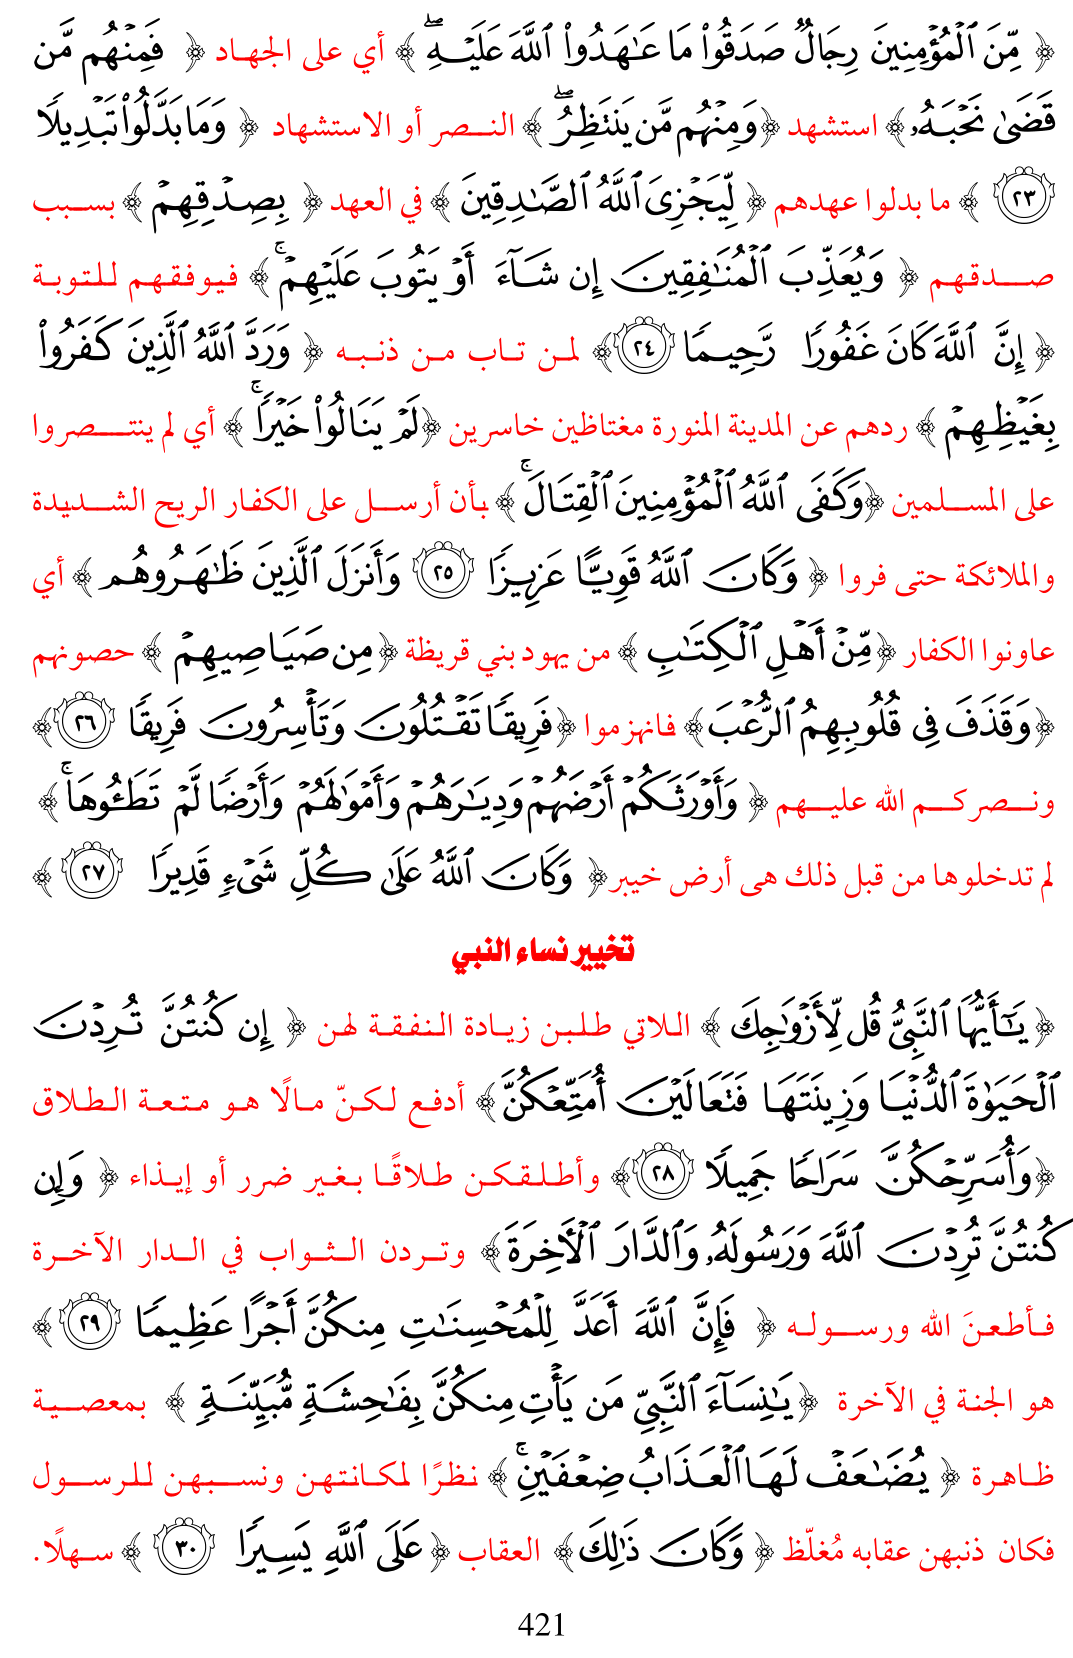 ﴿ مِّنَ ٱلْمُؤْمِنِينَ رِجَالٌ صَدَقُوا۟ مَا عَـٰهَدُوا۟ ٱللَّهَ عَلَيْهِ ۖ ﴾ أي على الجهاد ﴿ فَمِنْهُم مَّن
قَضَىٰ نَحْبَهُۥ ﴾ استشهد ﴿وَمِنْهُم مَّن يَنتَظِرُ ۖ ﴾ النصر أو الاستشهاد ﴿ وَمَا بَدَّلُوا۟ تَبْدِيلًا
٢٣ ﴾ ما بدلوا عهدهم ﴿ لِّيَجْزِىَ ٱللَّهُ ٱلصَّـٰدِقِينَ ﴾ في العهد ﴿ بِصِدْقِهِمْ ﴾ بسبب
صدقهم ﴿ وَيُعَذِّبَ ٱلْمُنَـٰفِقِينَ إِن شَآءَ أَوْ يَتُوبَ عَلَيْهِمْ ۚ ﴾ فيوفقهم للتوبة
﴿ إِنَّ ٱللَّهَ كَانَ غَفُورًا رَّحِيمًا ٢٤ ﴾ لمن تاب من ذنبه ﴿ وَرَدَّ ٱللَّهُ ٱلَّذِينَ كَفَرُوا۟
بِغَيْظِهِمْ ﴾ ردهم عن المدينة المنورة مغتاظين خاسرين ﴿لَمْ يَنَالُوا۟ خَيْرًا ۚ ﴾ أي لم ينتصروا
على المسلمين ﴿وَكَفَى ٱللَّهُ ٱلْمُؤْمِنِينَ ٱلْقِتَالَ ۚ ﴾ بأن أرسل على الكفار الريح الشديدة
والملائكة حتى فروا ﴿ وَكَانَ ٱللَّهُ قَوِيًّا عَزِيزًا ٢٥ وَأَنزَلَ ٱلَّذِينَ ظَـٰهَرُوهُم ﴾ أي
عاونوا الكفار ﴿مِّنْ أَهْلِ ٱلْكِتَـٰبِ ﴾ من يهود بني قريظة ﴿مِن صَيَاصِيهِمْ ﴾ حصونهم
﴿وَقَذَفَ فِى قُلُوبِهِمُ ٱلرُّعْبَ﴾ فانهزموا ﴿فَرِيقًا تَقْتُلُونَ وَتَأْسِرُونَ فَرِيقًا ٢٦ ﴾
ونصركم الله عليهم ﴿ وَأَوْرَثَكُمْ أَرْضَهُمْ وَدِيَـٰرَهُمْ وَأَمْوَٰلَهُمْ وَأَرْضًا لَّمْ تَطَـُٔوهَا ۚ ﴾
لم تدخلوها من قبل ذلك هى أرض خيبر ﴿ وَكَانَ ٱللَّهُ عَلَىٰ كُلِّ شَىْءٍ قَدِيرًا ٢٧ ﴾
تخيير نساء النبي
﴿ يَـٰٓأَيُّهَا ٱلنَّبِىُّ قُل لِّأَزْوَٰجِكَ ﴾ اللاتي طلبن زيادة النفقة لهن ﴿ إِن كُنتُنَّ تُرِدْنَ
ٱلْحَيَوٰةَ ٱلدُّنْيَا وَزِينَتَهَا فَتَعَالَيْنَ أُمَتِّعْكُنَّ﴾ أدفع لكنّ مالًا هو متعة الطلاق
﴿وَأُسَرِّحْكُنَّ سَرَاحًا جَمِيلًا ٢٨ ﴾ وأطلقكن طلاقًا بغير ضرر أو إيذاء ﴿ وَإِن
كُنتُنَّ تُرِدْنَ ٱللَّهَ وَرَسُولَهُۥ وَٱلدَّارَ ٱلْـَٔاخِرَةَ﴾ وتردن الثواب في الدار الآخرة
فأطعنَ الله ورسوله ﴿ فَإِنَّ ٱللَّهَ أَعَدَّ لِلْمُحْسِنَـٰتِ مِنكُنَّ أَجْرًا عَظِيمًا ٢٩ ﴾
هو الجنة في الآخرة ﴿يَـٰنِسَآءَ ٱلنَّبِىِّ مَن يَأْتِ مِنكُنَّ بِفَـٰحِشَةٍ مُّبَيِّنَةٍ ﴾ بمعصية
ظاهرة ﴿ يُضَـٰعَفْ لَهَا ٱلْعَذَابُ ضِعْفَيْنِ ۚ ﴾ نظرًا لمكانتهن ونسبهن للرسول
فكان ذنبهن عقابه مُغلّظ ﴿ وَكَانَ ذَٰلِكَ﴾ العقاب ﴿عَلَى ٱللَّهِ يَسِيرًا ٣٠ ﴾ سهلًا.
421